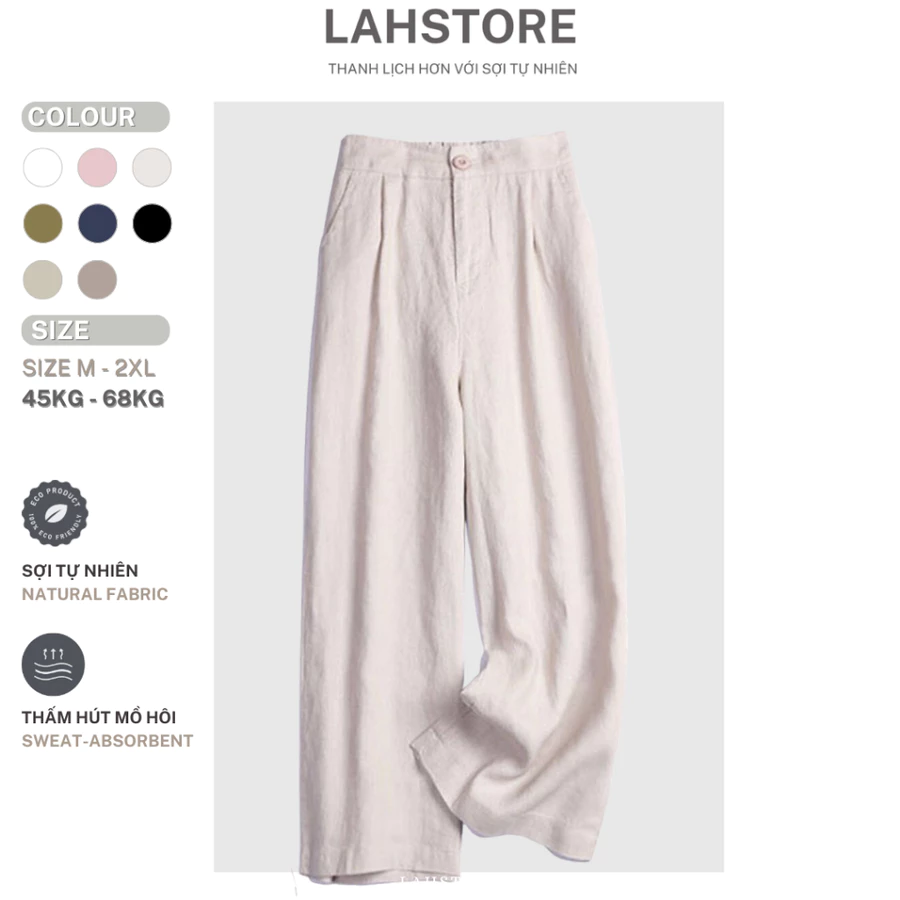 LAHSTORE
THANH LỊCH HƠN VỚI SỢI TỰ NHIÊN
COLOUR
SIZE
SIZE M - 2XL
45KG - 68KG
ECO PRODUCT
100% ECO FRIENDLY
SỢI TỰ NHIÊN
NATURAL FABRIC
THẤM HÚT MỒ HÔI
SWEAT-ABSORBENT